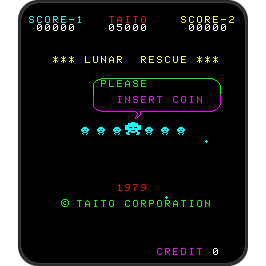 SCORE-1 TAITO SCORE-2
00000 05000 00000
*** LUNAR RESCUE ***
PLEASE
INSERT COIN
1979
© TAITO CORPORATION
CREDIT 0